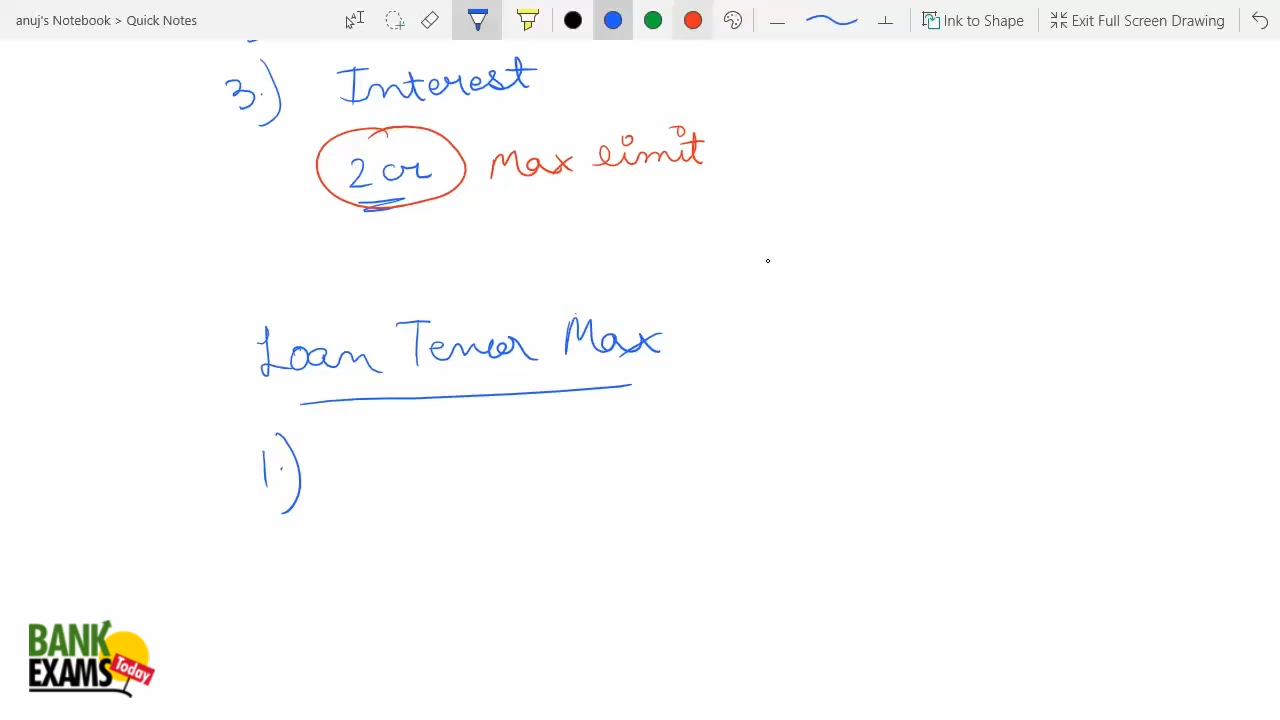 anuj's Notebook > Quick Notes
Ink to Shape
Exit Full Screen Drawing
3.) Interest
2 cr Max limit
Loan Tenor Max
1.)
BANK
EXAMS
Today